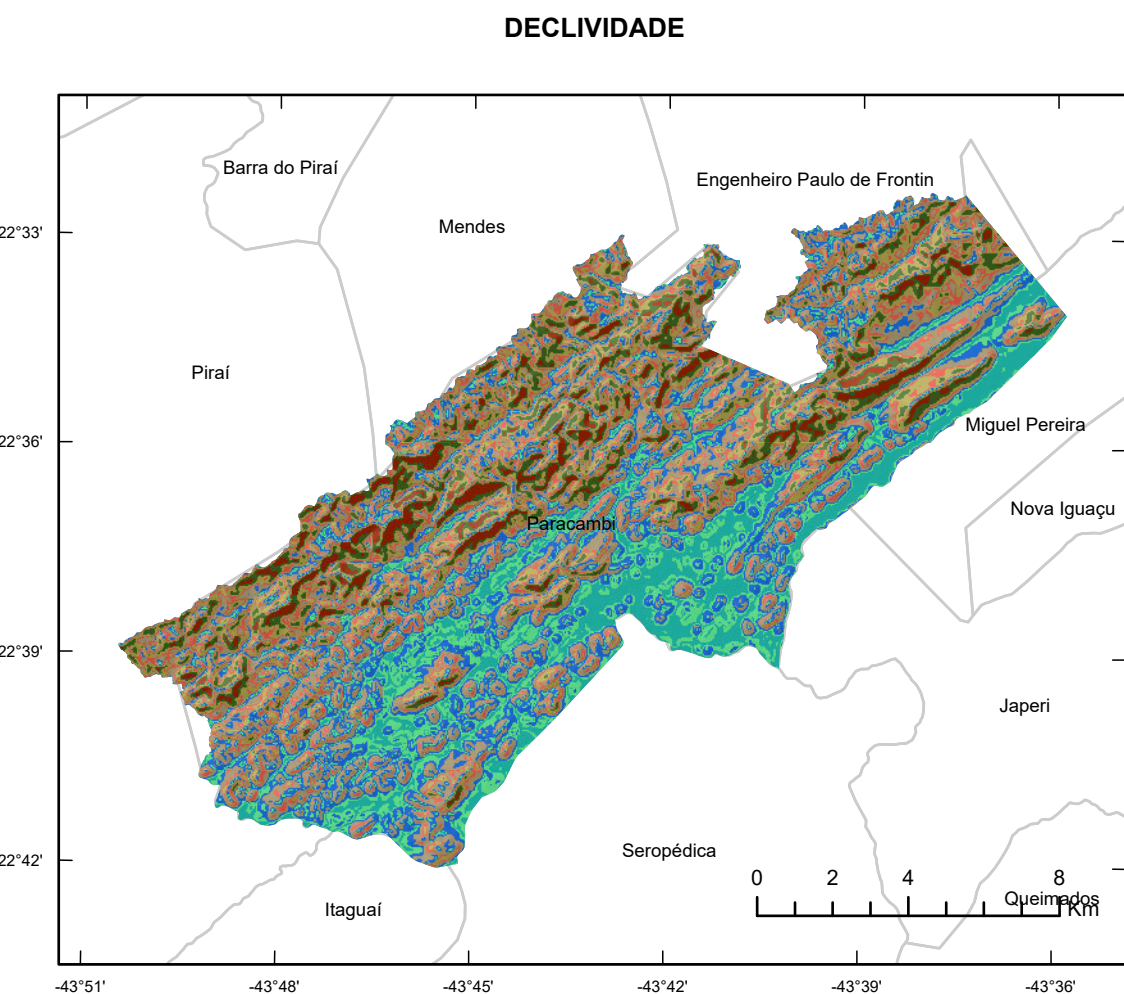 DECLIVIDADE
Barra do Piraí
Engenheiro Paulo de Frontin
Mendes
22°33'
Piraí
Miguel Pereira
22°36'
Nova Iguaçu
Paracambi
22°39'
Japeri
Seropédica
22°42'
0 2 4 8
Queimados
Km
Itaguaí
-43°51' -43°48' -43°45' -43°42' -43°39' -43°36'